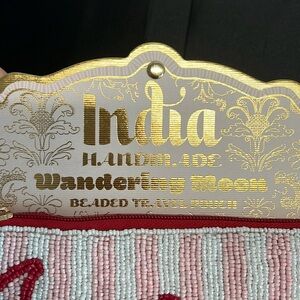 India
HANDMADE
Wandering Moon
BEADED TRAVEL POUCH